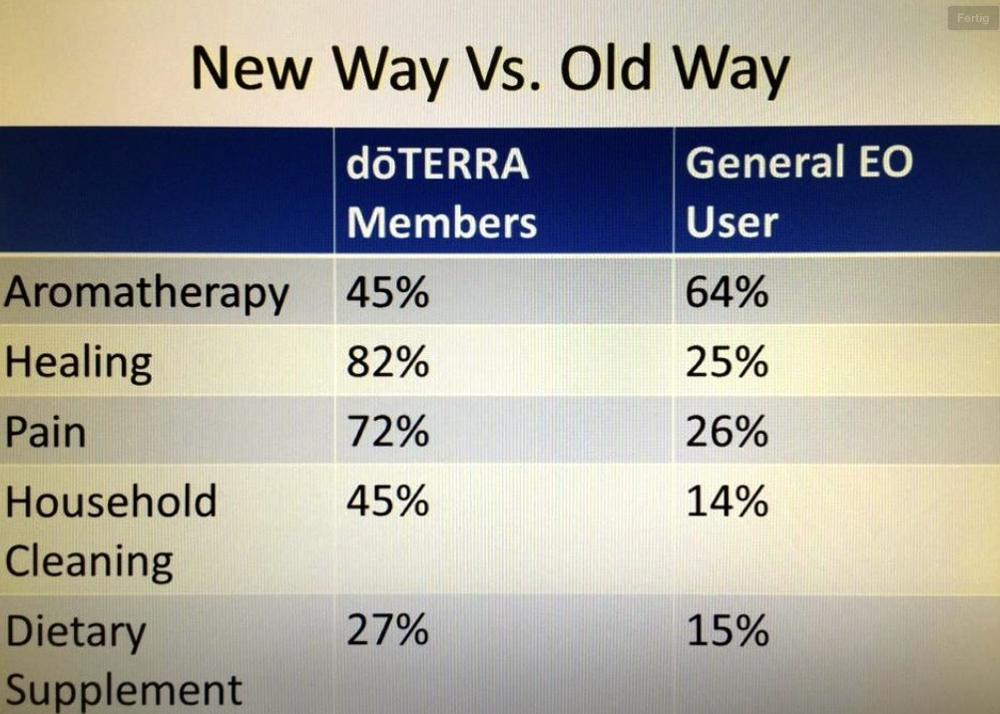 Fertig
New Way Vs. Old Way
dōTERRA
Members
General EO
User
Aromatherapy 45% 64%
Healing 82% 25%
Pain 72% 26%
Household
Cleaning
45% 14%
Dietary
Supplement
27% 15%